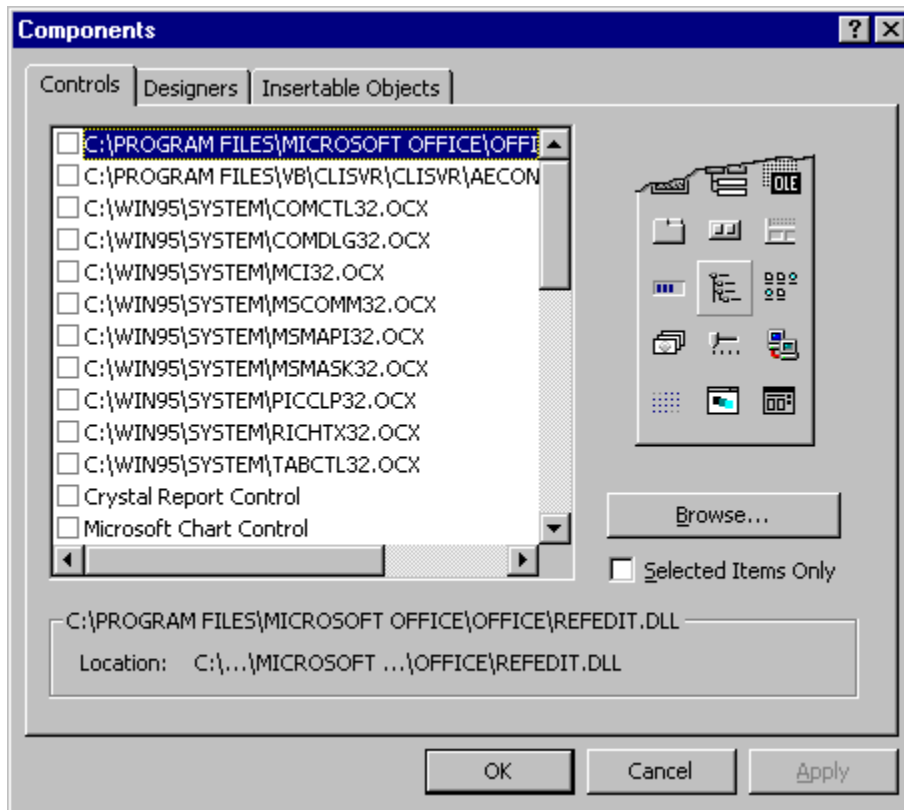 Components
Controls Designers Insertable Objects
C:\PROGRAM FILES\MICROSOFT OFFICE\OFFI
C:\PROGRAM FILES\VB\CLISVR\CLISVR\AECON
C:\WIN95\SYSTEM\COMCTL32.OCX
C:\WIN95\SYSTEM\COMDLG32.OCX
C:\WIN95\SYSTEM\MCI32.OCX
C:\WIN95\SYSTEM\MSCOMM32.OCX
C:\WIN95\SYSTEM\MSMAPI32.OCX
C:\WIN95\SYSTEM\MSMASK32.OCX
C:\WIN95\SYSTEM\PICCLP32.OCX
C:\WIN95\SYSTEM\RICHTX32.OCX
C:\WIN95\SYSTEM\TABCTL32.OCX
Crystal Report Control
Microsoft Chart Control
OLE
Browse...
Selected Items Only
C:\PROGRAM FILES\MICROSOFT OFFICE\OFFICE\REFEDIT.DLL
Location: C:\...\MICROSOFT ...\OFFICE\REFEDIT.DLL
OK Cancel Apply